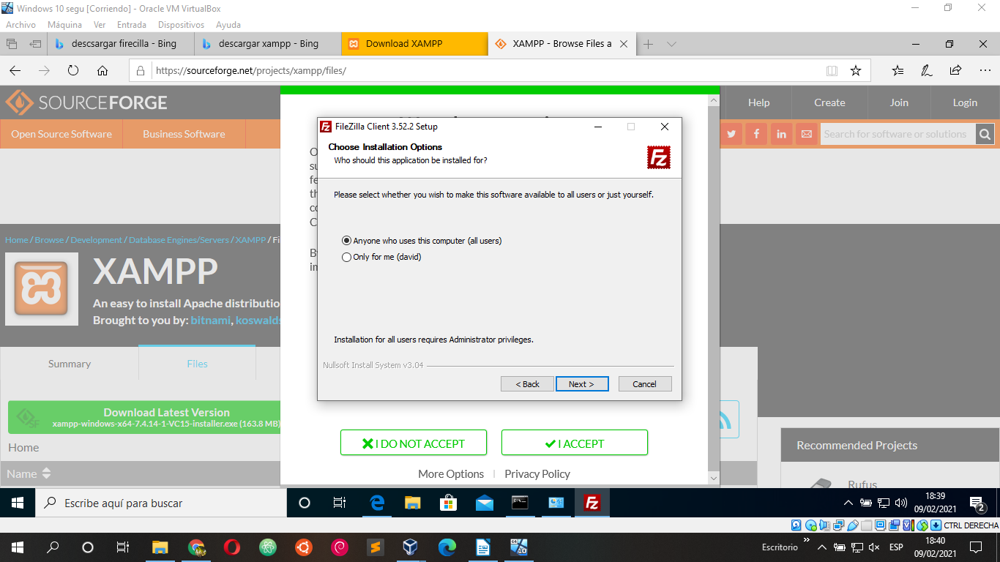 Windows 10 segu [Corriendo] - Oracle VM VirtualBox
Archivo Máquina Ver Entrada Dispositivos Ayuda
descsargar firecilla - Bing
descargar xampp - Bing
Download XAMPP
XAMPP - Browse Files a
https://sourceforge.net/projects/xampp/files/
SOURCEFORGE
Help Create Join Login
Open Source Software Business Software
Search for software or solutions
FileZilla Client 3.52.2 Setup
Choose Installation Options
Who should this application be installed for?
Please select whether you wish to make this software available to all users or just yourself.
Anyone who uses this computer (all users)
Only for me (david)
Installation for all users requires Administrator privileges.
Nullsoft Install System v3.04
< Back Next > Cancel
Home / Browse / Development / Database Engines/Servers / XAMPP / Fi
XAMPP
An easy to install Apache distributio
Brought to you by: bitnami, koswalds
Summary Files
Download Latest Version
xampp-windows-x64-7.4.14-1-VC15-installer.exe (163.8 MB)
Home
Name
I DO NOT ACCEPT
I ACCEPT
More Options | Privacy Policy
Recommended Projects
Rufus
Escribe aquí para buscar
18:39
09/02/2021
2
CTRL DERECHA
Escritorio
ESP
18:40
09/02/2021